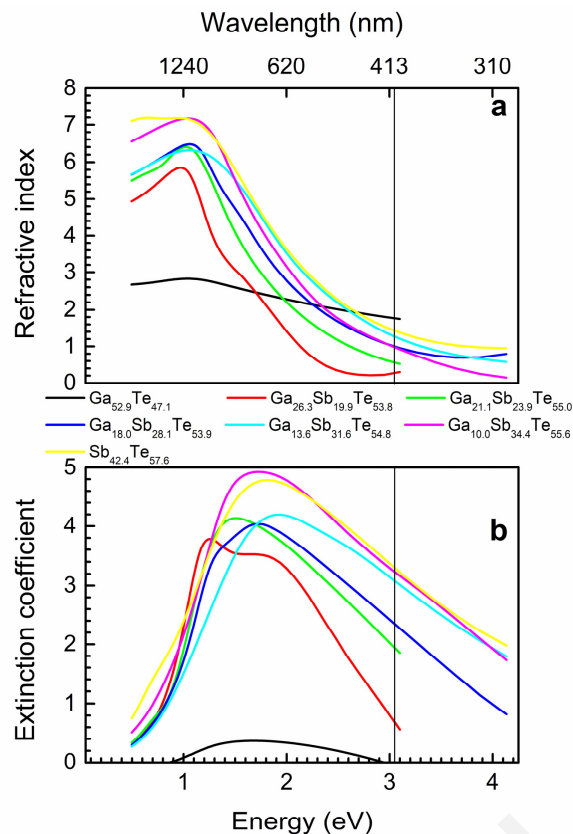 Wavelength (nm)
1240 620 413 310
8
a
7
6
5
4
3
2
1
0
Refractive index
Ga52.9Te47.1 Ga26.3Sb19.9Te53.8 Ga21.1Sb23.9Te55.0
Ga18.0Sb28.1Te53.9 Ga13.6Sb31.6Te54.8 Ga10.0Sb34.4Te55.6
Sb42.4Te57.6
5
b
4
3
2
1
0
Extinction coefficient
1 2 3 4
Energy (eV)